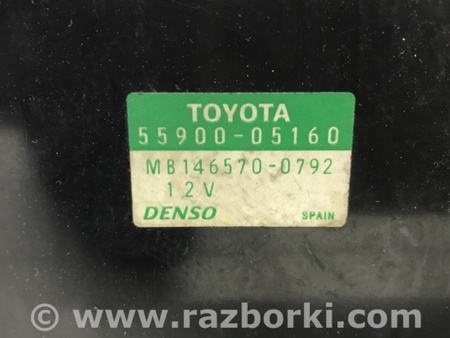 TOYOTA
55900-05160
MB146570-0792
12V
DENSO SPAIN
© www.razborki.com